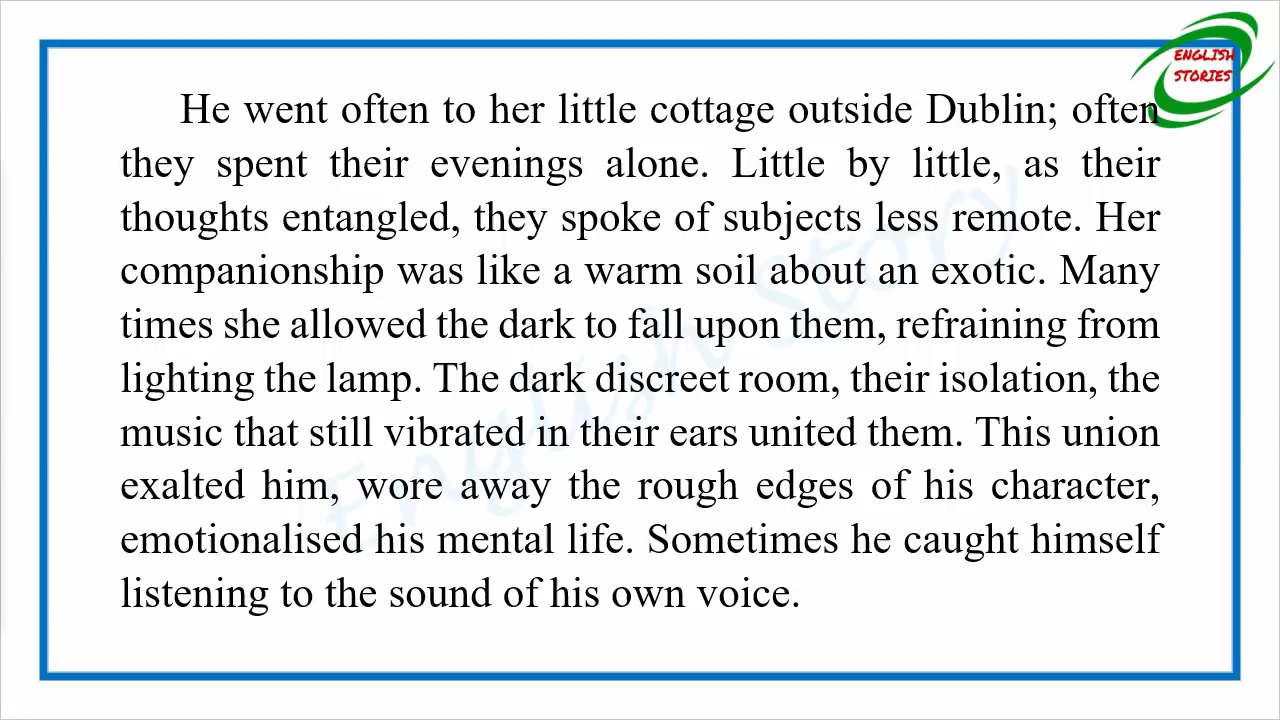 ENGLISH
STORIES
He went often to her little cottage outside Dublin; often
they spent their evenings alone. Little by little, as their
thoughts entangled, they spoke of subjects less remote. Her
companionship was like a warm soil about an exotic. Many
times she allowed the dark to fall upon them, refraining from
lighting the lamp. The dark discreet room, their isolation, the
music that still vibrated in their ears united them. This union
exalted him, wore away the rough edges of his character,
emotionalised his mental life. Sometimes he caught himself
listening to the sound of his own voice.
English Story